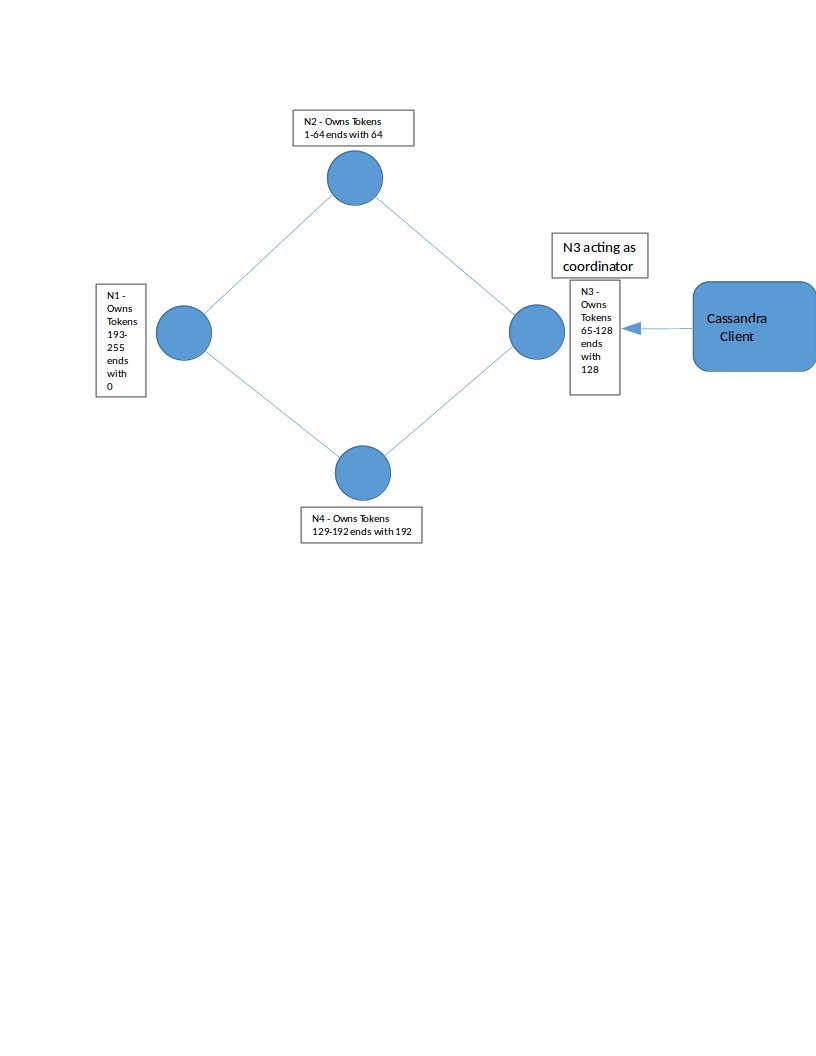 N2 - Owns Tokens
1-64 ends with 64
N3 acting as
coordinator
N1 -
Owns
Tokens
193-
255
ends
with
0
N3 -
Owns
Tokens
65-128
ends
with
128
Cassandra
Client
N4 - Owns Tokens
129-192 ends with 192